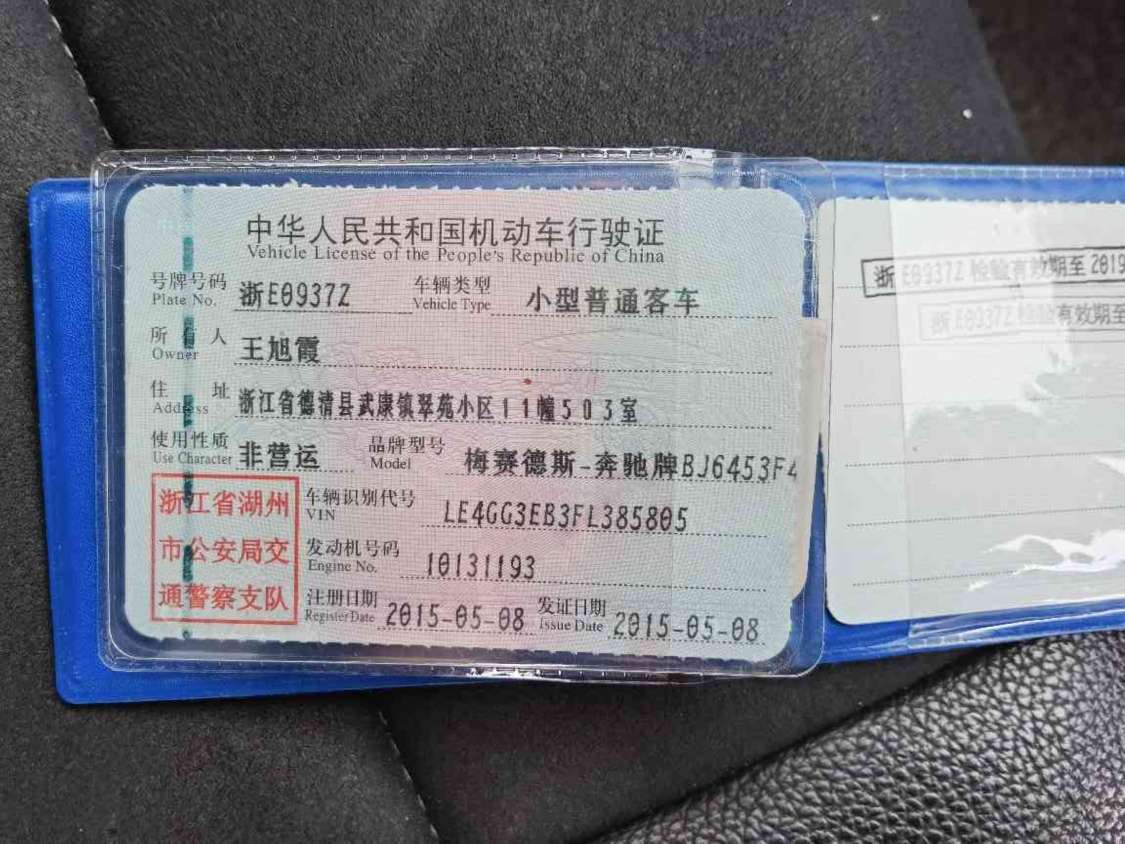 中华人民共和国机动车行驶证
Vehicle License of the People's Republic of China
号牌号码 浙E0937Z 车辆类型 小型普通客车
Plate No. Vehicle Type
所有人 王旭霞
Owner
住址 浙江省德清县武康镇翠苑小区11幢503室
Address
使用性质 非营运 品牌型号 梅赛德斯-奔驰牌BJ6453F4
Use Character Model
浙江省湖州
市公安局交
通警察支队
车辆识别代号 LE4GG3EB3FL385805
VIN
发动机号码 10131193
Engine No.
注册日期 2015-05-08 发证日期 2015-05-08
Register Date Issue Date
浙E0937Z 检验有效期至 2019
浙E0937Z 检验有效期至